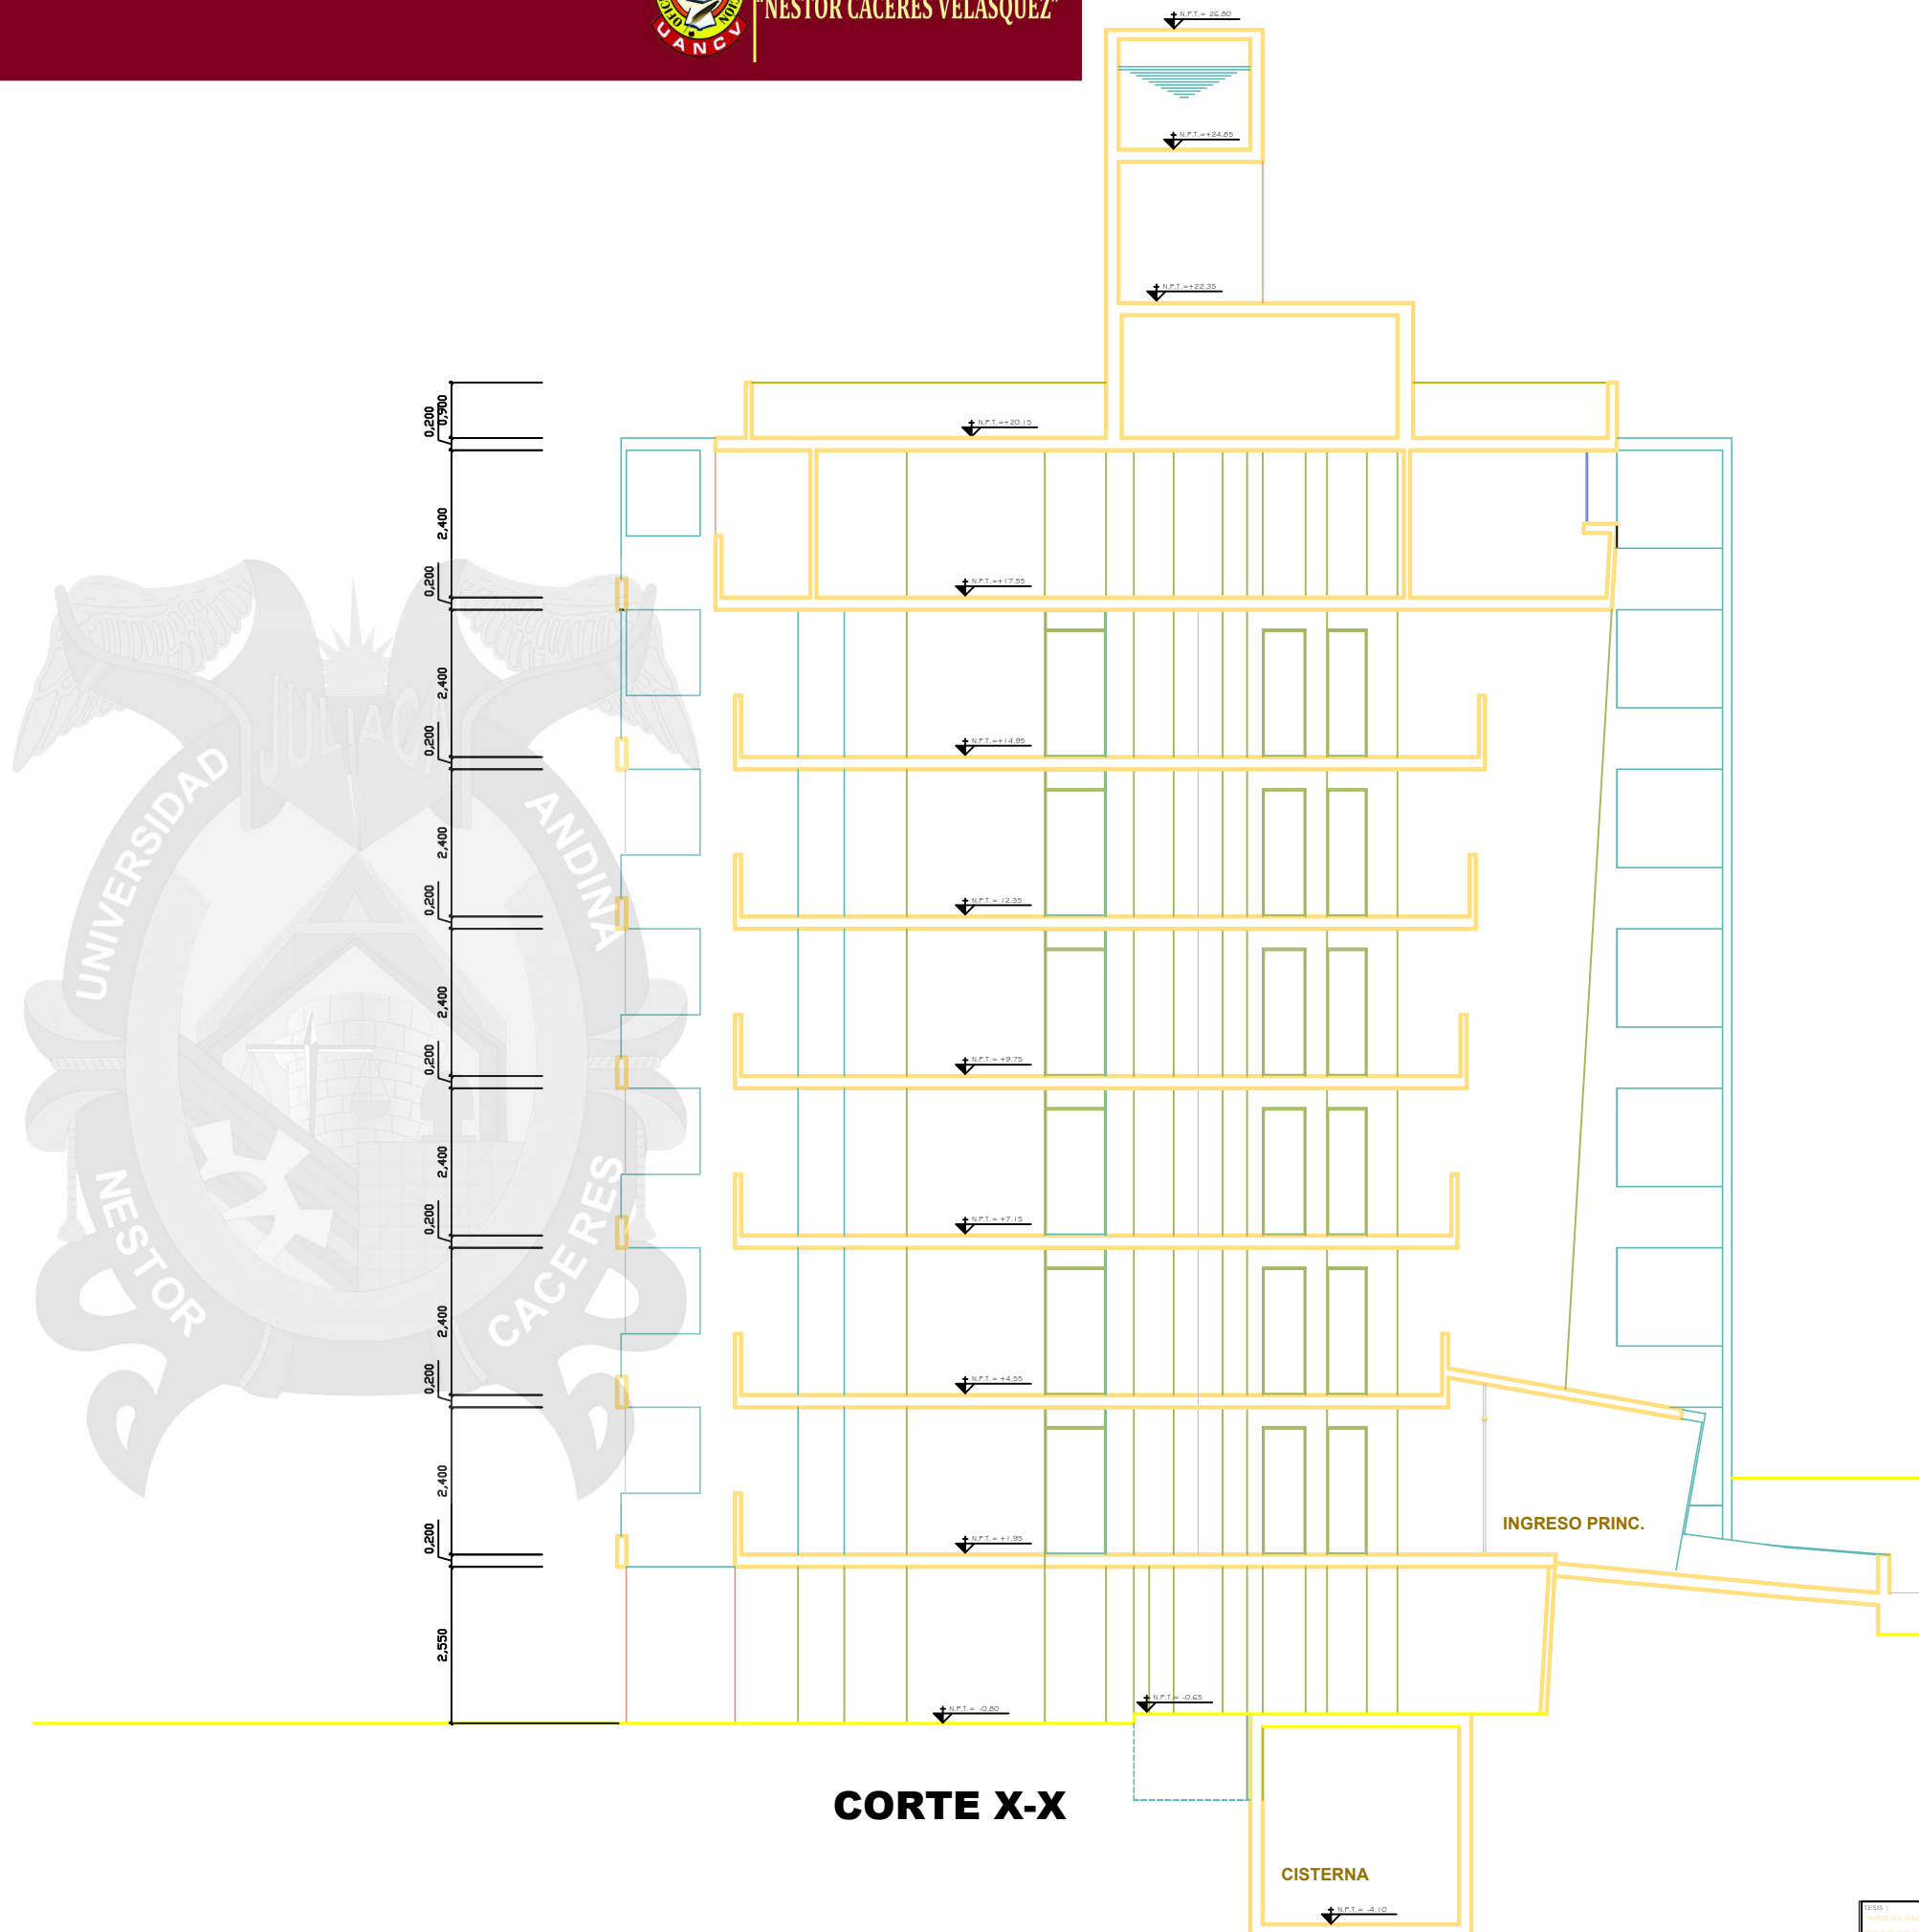 "NESTOR CACERES VELASQUEZ"
UANCV
N.P.T.= 26.80
N.P.T.=+24.85
N.P.T.=+22.35
0,900
0,200
N.P.T.=+20.15
2,400
0,200
N.P.T.=+17.55
2,400
0,200
N.P.T.=+14.95
2,400
0,200
N.P.T.= 12.35
2,400
0,200
N.P.T.= +9.75
2,400
0,200
N.P.T.= +7.15
2,400
0,200
N.P.T.= +4.55
2,400
0,200
N.P.T.= +1.95
2,550
N.P.T.= -0.80
N.P.T.= -0.65
INGRESO PRINC.
CORTE X-X
CISTERNA
N.P.T.= -4.10
JULIACA
UNIVERSIDAD
ANDINA
NESTOR
CACERES
TESIS :